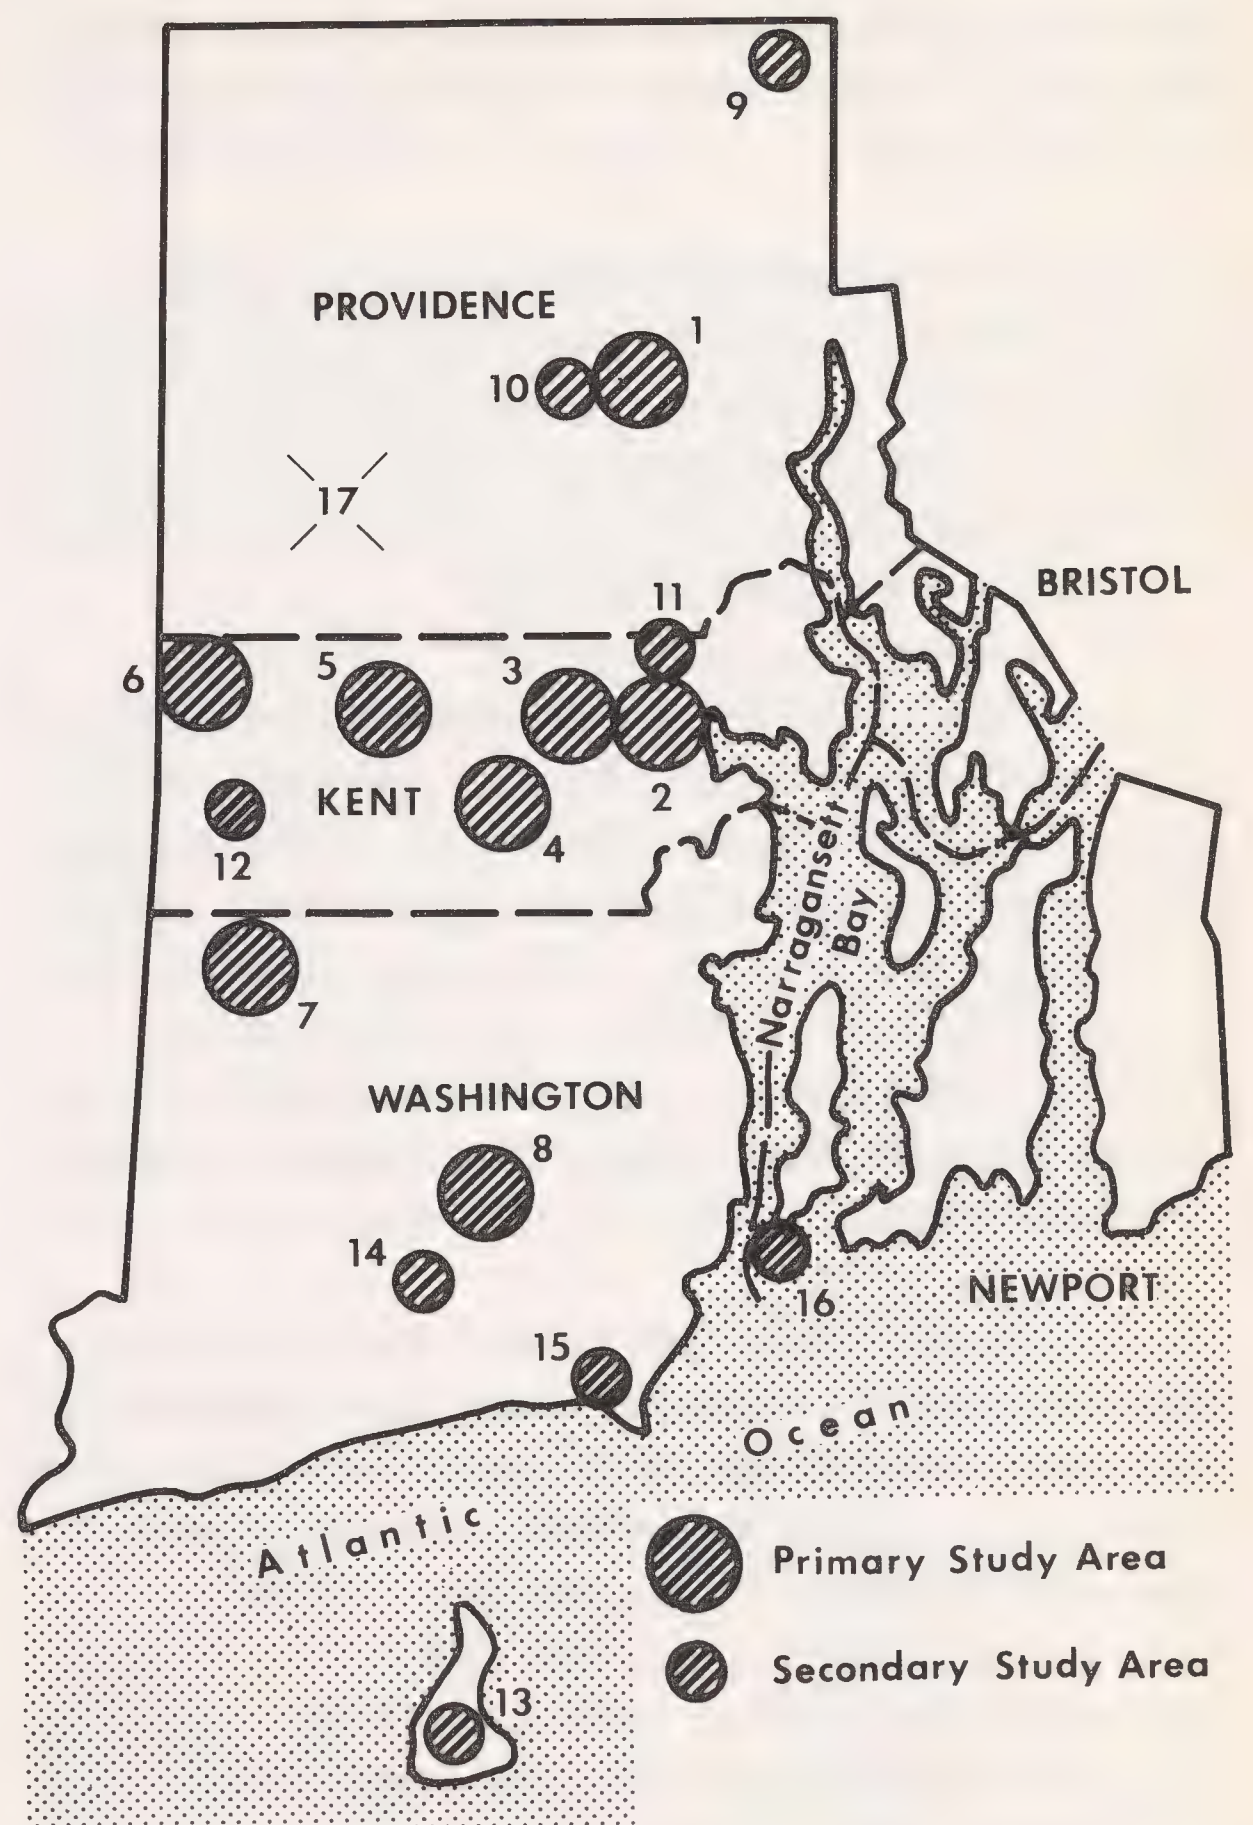 9
PROVIDENCE
1
10
17
BRISTOL
11
6
5
3
KENT
2
12
4
7
Narragansett
Bay
WASHINGTON
8
14
16
NEWPORT
15
Ocean
Atlantic
Primary Study Area
Secondary Study Area
13